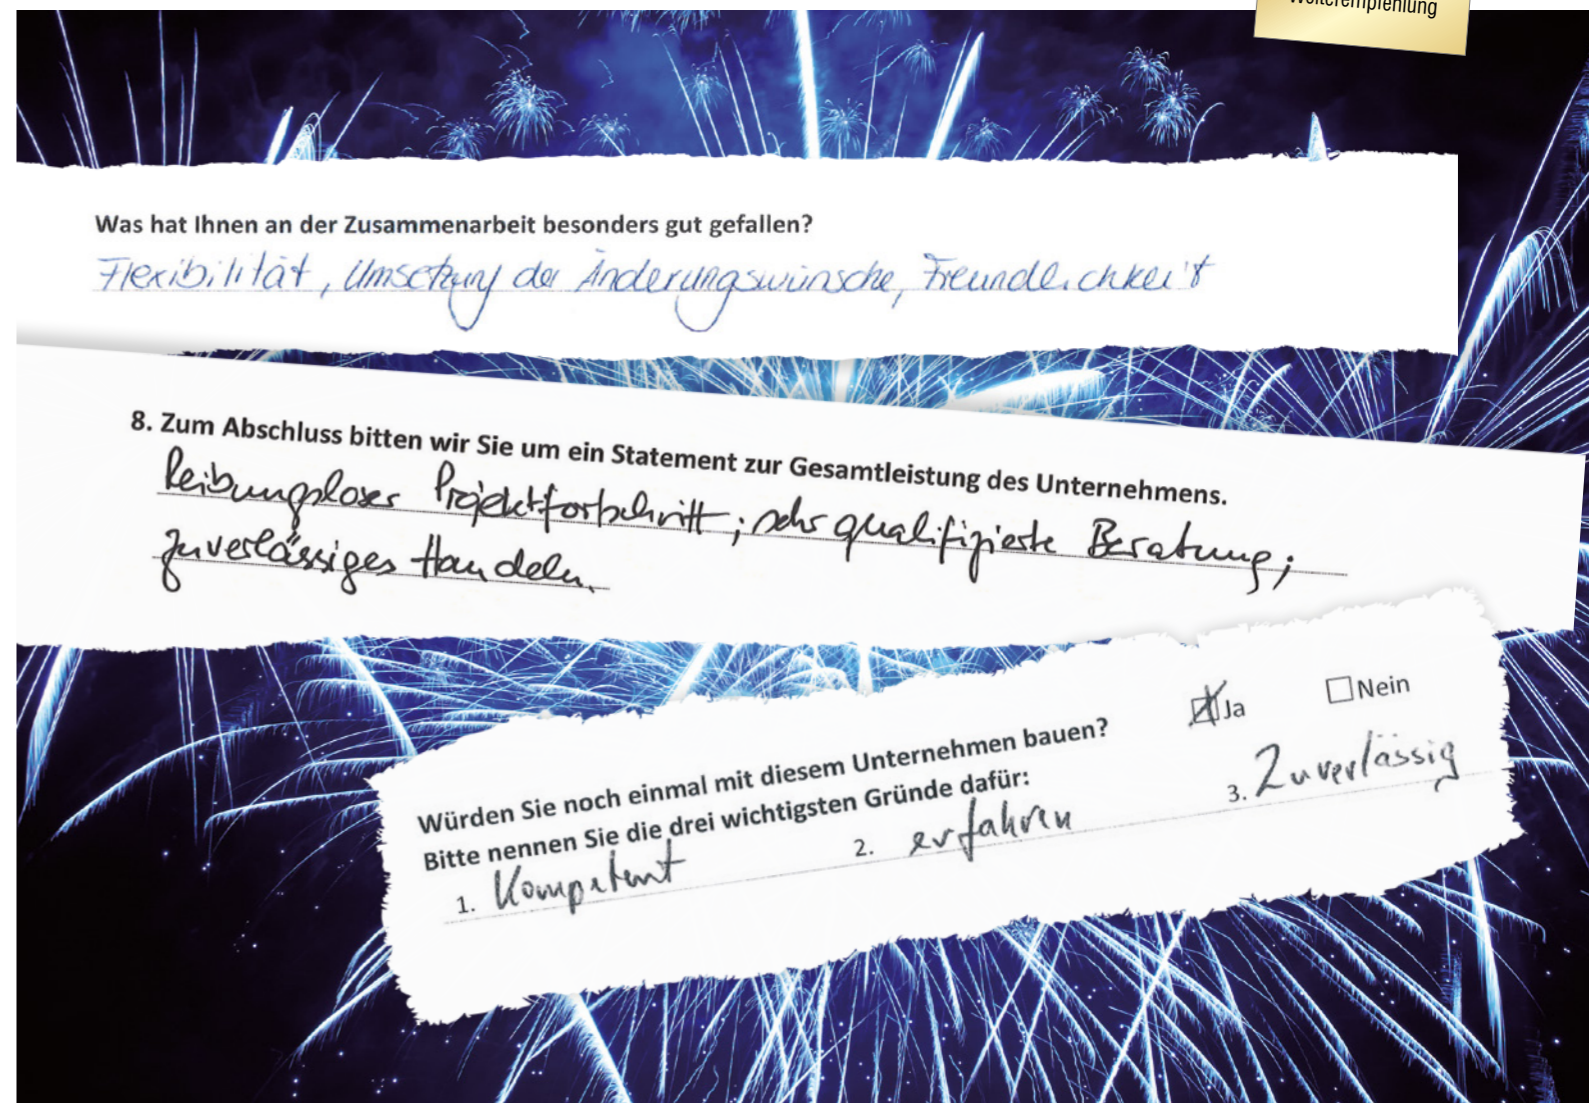 Weiterempfehlung
Was hat Ihnen an der Zusammenarbeit besonders gut gefallen?
Flexibilität, Umsetzung der Änderungswünsche, Freundlichkeit
8. Zum Abschluss bitten wir Sie um ein Statement zur Gesamtleistung des Unternehmens.
Reibungsloser Projektfortschritt; sehr qualifizierte Beratung;
zuverlässiges Handeln.
Würden Sie noch einmal mit diesem Unternehmen bauen? Ja Nein
Bitte nennen Sie die drei wichtigsten Gründe dafür:
1. Kompetent 2. erfahren 3. Zuverlässig